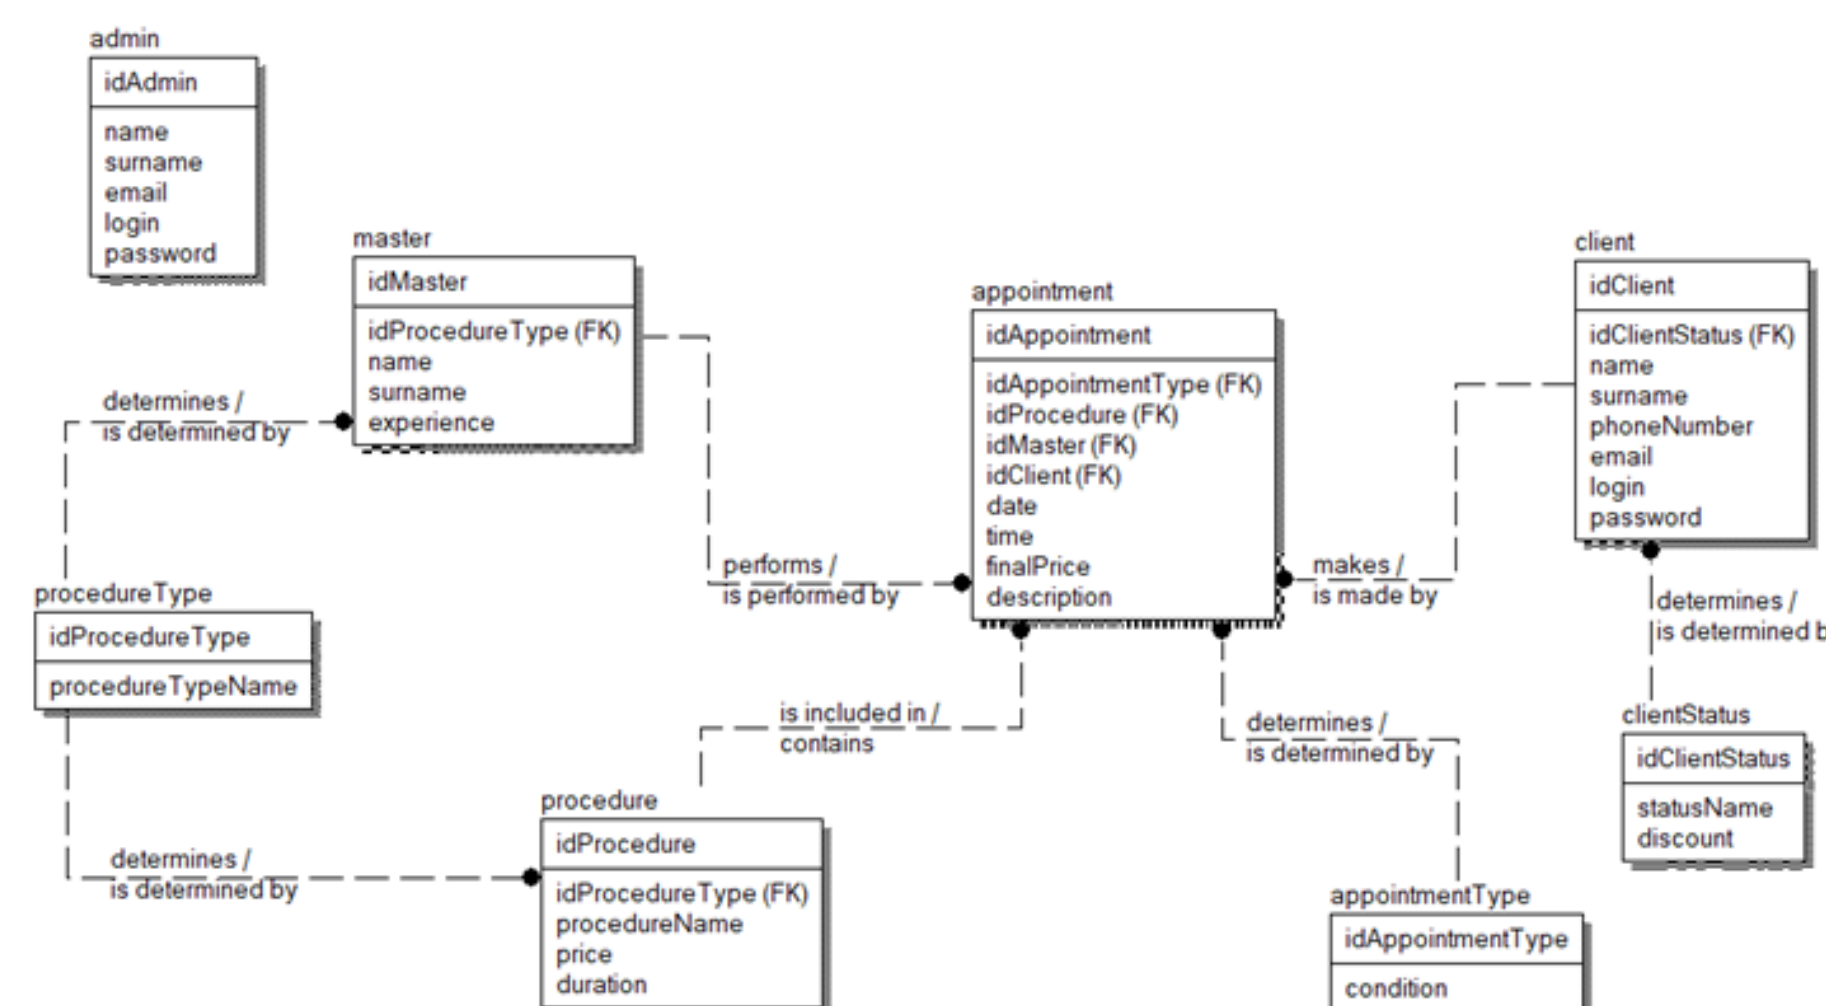 admin
idAdmin
name
surname
email
login
password
master
idMaster
idProcedureType (FK)
name
surname
experience
determines /
is determined by
procedureType
idProcedureType
procedureTypeName
determines /
is determined by
performs /
is performed by
appointment
idAppointment
idAppointmentType (FK)
idProcedure (FK)
idMaster (FK)
idClient (FK)
date
time
finalPrice
description
is included in /
contains
procedure
idProcedure
idProcedureType (FK)
procedureName
price
duration
makes /
is made by
client
idClient
idClientStatus (FK)
name
surname
phoneNumber
email
login
password
determines /
is determined b
clientStatus
idClientStatus
statusName
discount
determines /
is determined by
appointmentType
idAppointmentType
condition